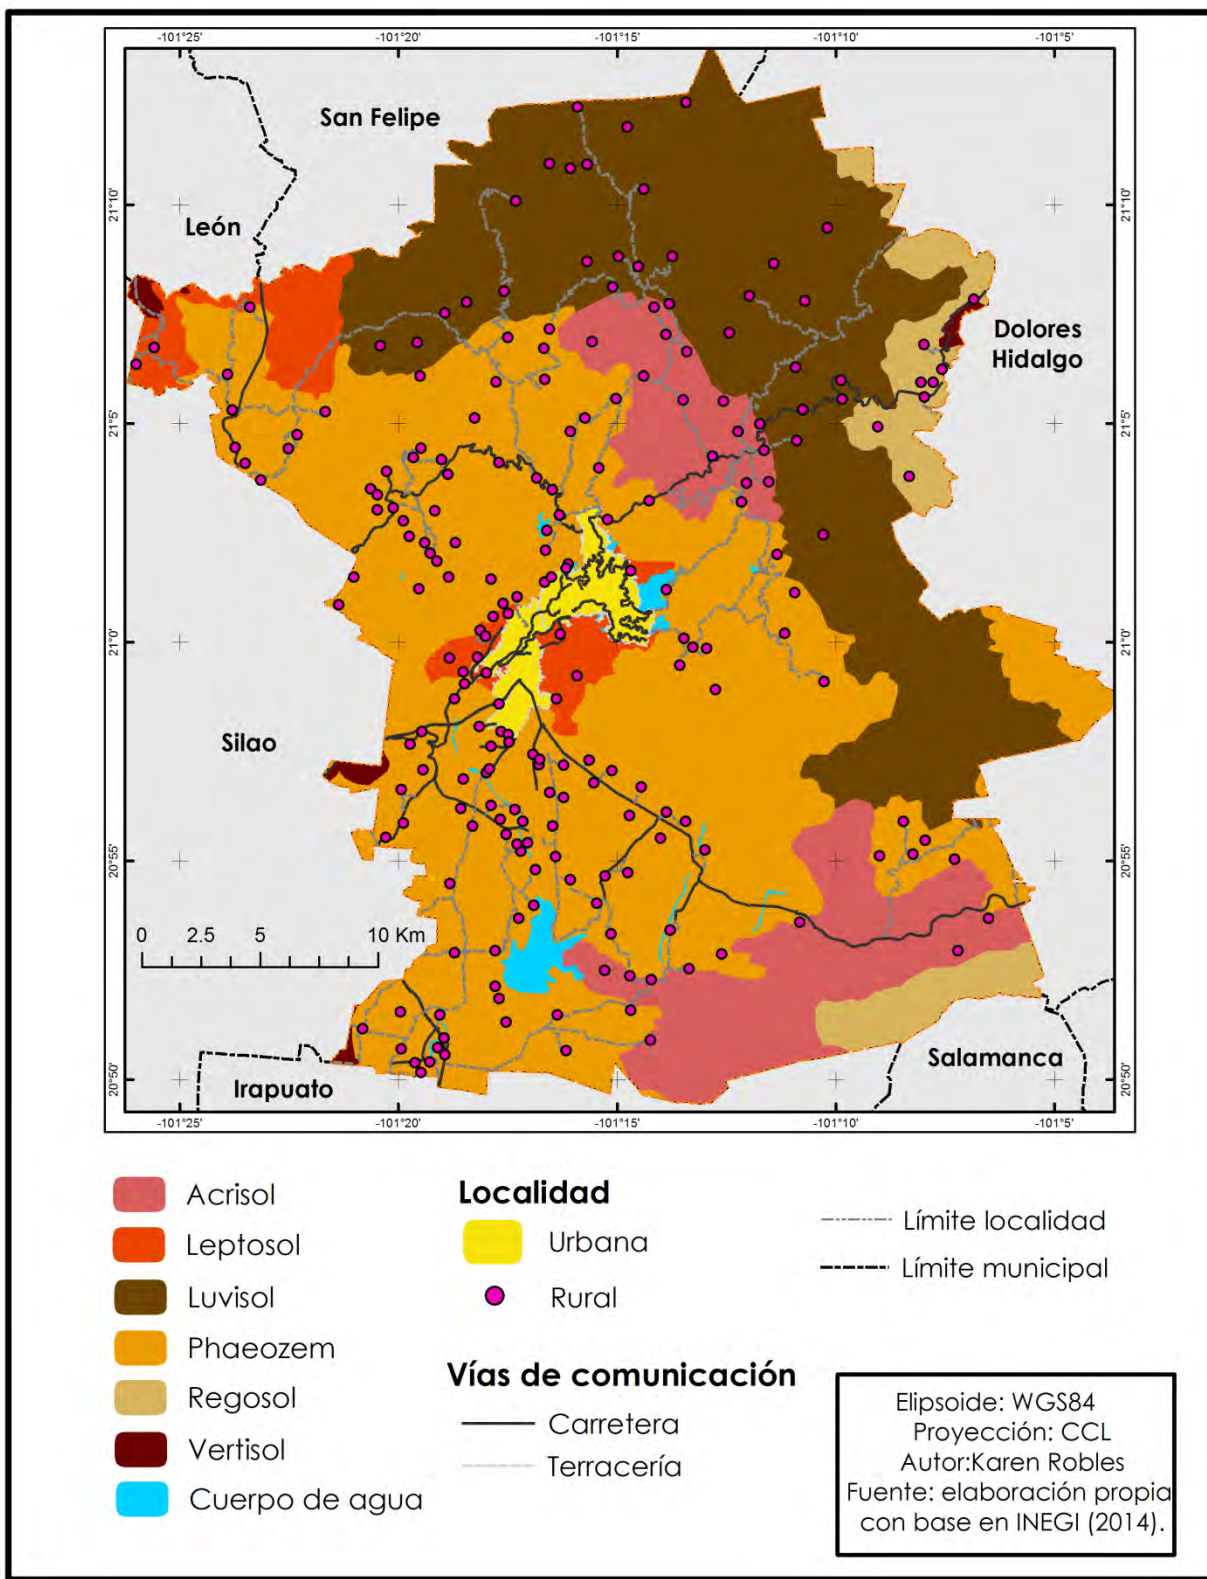 -101°25'
-101°20'
-101°15'
-101°10'
-101°5'
San Felipe
21°10'
21°10'
León
Dolores
Hidalgo
21°5'
21°5'
21°0'
21°0'
Silao
20°55'
20°55'
0 2.5 5 10 Km
Salamanca
20°50'
20°50'
Irapuato
-101°25'
-101°20'
-101°15'
-101°10'
-101°5'
Acrisol
Leptosol
Luvisol
Phaeozem
Regosol
Vertisol
Cuerpo de agua
Localidad
Urbana
Rural
Vías de comunicación
Carretera
Terracería
Límite localidad
Límite municipal
Elipsoide: WGS84
Proyección: CCL
Autor:Karen Robles
Fuente: elaboración propia
con base en INEGI (2014).